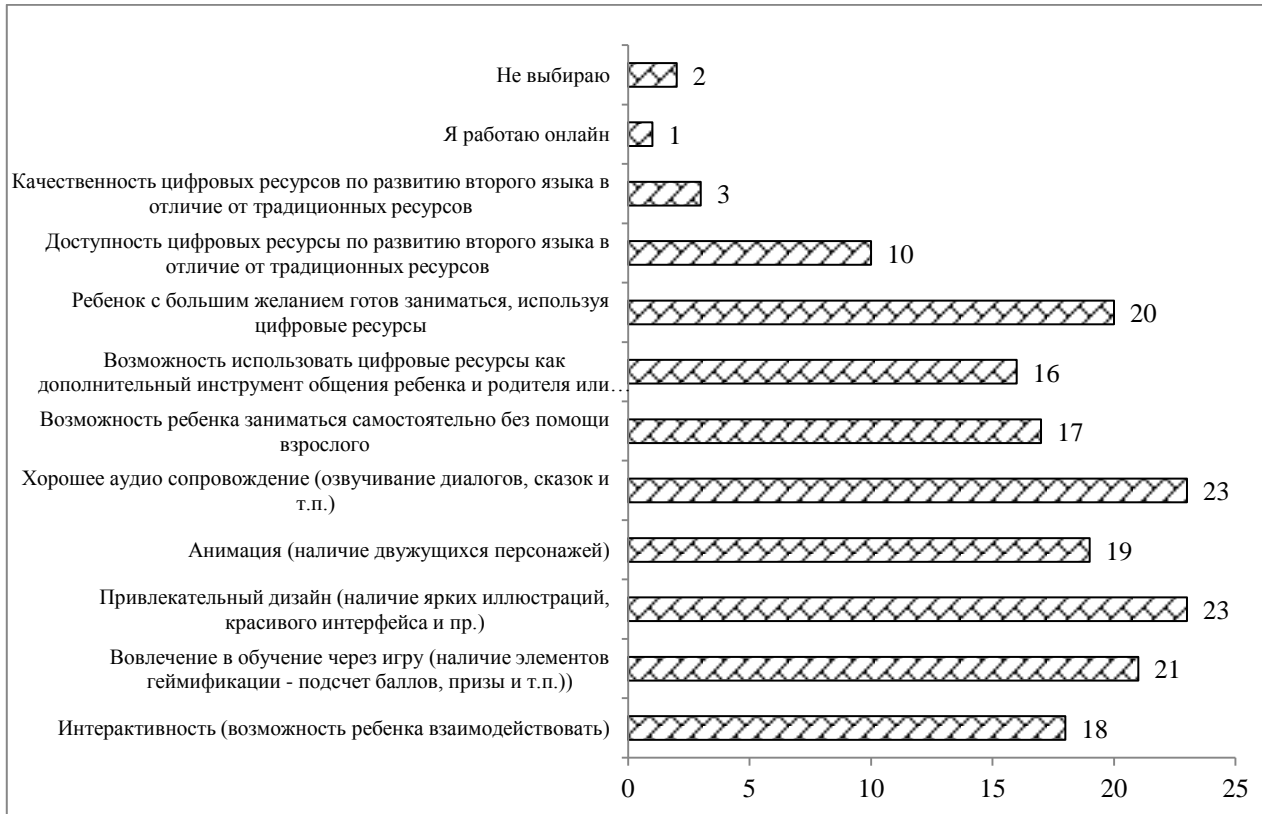 Не выбираю
2
Я работаю онлайн
1
Качественность цифровых ресурсов по развитию второго языка в
отличие от традиционных ресурсов
3
Доступность цифровых ресурсы по развитию второго языка в
отличие от традиционных ресурсов
10
Ребенок с большим желанием готов заниматься, используя
цифровые ресурсы
20
Возможность использовать цифровые ресурсы как
дополнительный инструмент общения ребенка и родителя или…
16
Возможность ребенка заниматься самостоятельно без помощи
взрослого
17
Хорошее аудио сопровождение (озвучивание диалогов, сказок и
т.п.)
23
Анимация (наличие двужущихся персонажей)
19
Привлекательный дизайн (наличие ярких иллюстраций,
красивого интерфейса и пр.)
23
Вовлечение в обучение через игру (наличие элементов
геймификации - подсчет баллов, призы и т.п.))
21
Интерактивность (возможность ребенка взаимодействовать)
18
0 5 10 15 20 25